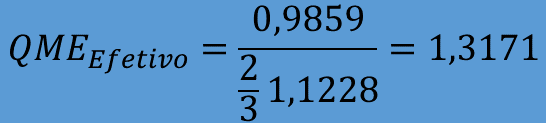 QME_Efetivo = 0,9859 / (2/3 1,1228) = 1,3171